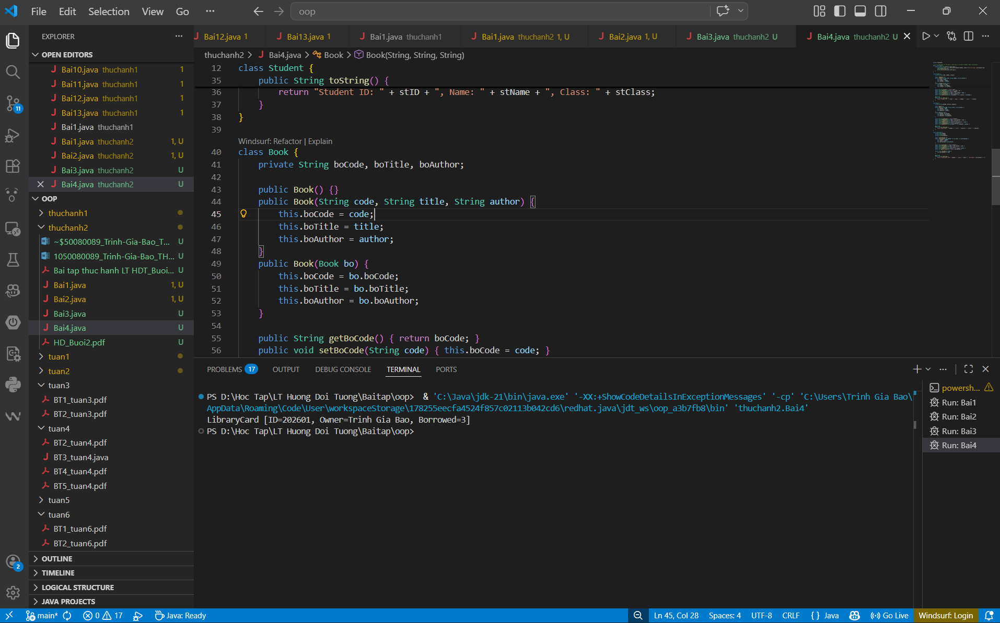 File Edit Selection View Go ··· oop
EXPLORER ···
Bai12.java 1 Bai13.java 1 Bai1.java thuchanh1 Bai1.java thuchanh2 1, U Bai2.java 1, U Bai3.java thuchanh2 U Bai4.java thuchanh2 U
OPEN EDITORS
Bai10.java thuchanh1 1
Bai11.java thuchanh1 1
Bai12.java thuchanh1 1
Bai13.java thuchanh1 1
Bai1.java thuchanh1
Bai1.java thuchanh2 1, U
Bai2.java thuchanh2 1, U
Bai3.java thuchanh2 U
Bai4.java thuchanh2 U
OOP
thuchanh1
thuchanh2
~$50080089_Trinh-Gia-Bao_T... U
1050080089_Trinh-Gia-Bao_TH... U
Bai tap thuc hanh LT HDT_Buoi... U
Bai1.java 1, U
Bai2.java 1, U
Bai3.java U
Bai4.java U
HD_Buoi2.pdf U
tuan1
tuan2
tuan3
BT1_tuan3.pdf
BT2_tuan3.pdf
tuan4
BT2_tuan4.pdf
BT3_tuan4.java
BT4_tuan4.pdf
BT5_tuan4.pdf
tuan5
tuan6
BT1_tuan6.pdf
BT2_tuan6.pdf
OUTLINE
TIMELINE
LOGICAL STRUCTURE
JAVA PROJECTS
11
2
thuchanh2 > Bai4.java > Book > Book(String, String, String)
12 class Student {
35 public String toString() {
36 return "Student ID: " + stID + ", Name: " + stName + ", Class: " + stClass;
37 }
38 }
39
Windsurf: Refactor | Explain
40 class Book {
41 private String boCode, boTitle, boAuthor;
42
43 public Book() {}
44 public Book(String code, String title, String author) {
45 this.boCode = code;
46 this.boTitle = title;
47 this.boAuthor = author;
48 }
49 public Book(Book bo) {
50 this.boCode = bo.boCode;
51 this.boTitle = bo.boTitle;
52 this.boAuthor = bo.boAuthor;
53 }
54
55 public String getBoCode() { return boCode; }
56 public void setBoCode(String code) { this.boCode = code; }
PROBLEMS 17 OUTPUT DEBUG CONSOLE TERMINAL PORTS
PS D:\Hoc Tap\LT Huong Doi Tuong\Baitap\oop> & 'C:\Java\jdk-21\bin\java.exe' '-XX:+ShowCodeDetailsInExceptionMessages' '-cp' 'C:\Users\Trinh Gia Bao\
AppData\Roaming\Code\User\workspaceStorage\178255eecfa4524f857c02113b042cd6\redhat.java\jdt_ws\oop_a3b7fb8\bin' 'thuchanh2.Bai4'
LibraryCard [ID=202601, Owner=Trinh Gia Bao, Borrowed=3]
PS D:\Hoc Tap\LT Huong Doi Tuong\Baitap\oop>
powersh...
Run: Bai1
Run: Bai2
Run: Bai3
Run: Bai4
main* 0 17 Java: Ready Ln 45, Col 28 Spaces: 4 UTF-8 CRLF { } Java Go Live Windsurf: Login